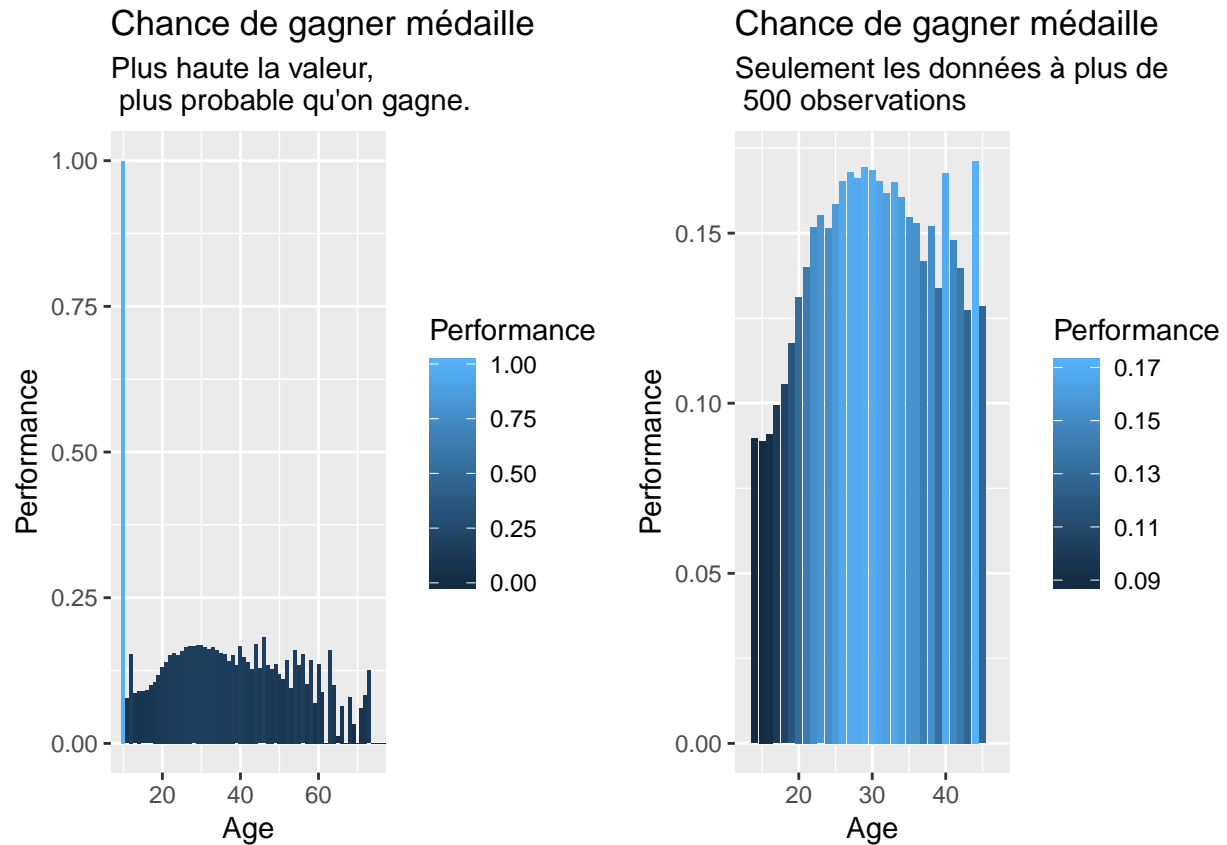 Chance de gagner médaille
Plus haute la valeur,
plus probable qu'on gagne.
1.00
0.75
0.50
0.25
0.00
Performance
20
40
60
Age
Performance
1.00
0.75
0.50
0.25
0.00
Chance de gagner médaille
Seulement les données à plus de
500 observations
0.15
0.10
0.05
0.00
Performance
20
30
40
Age
Performance
0.17
0.15
0.13
0.11
0.09